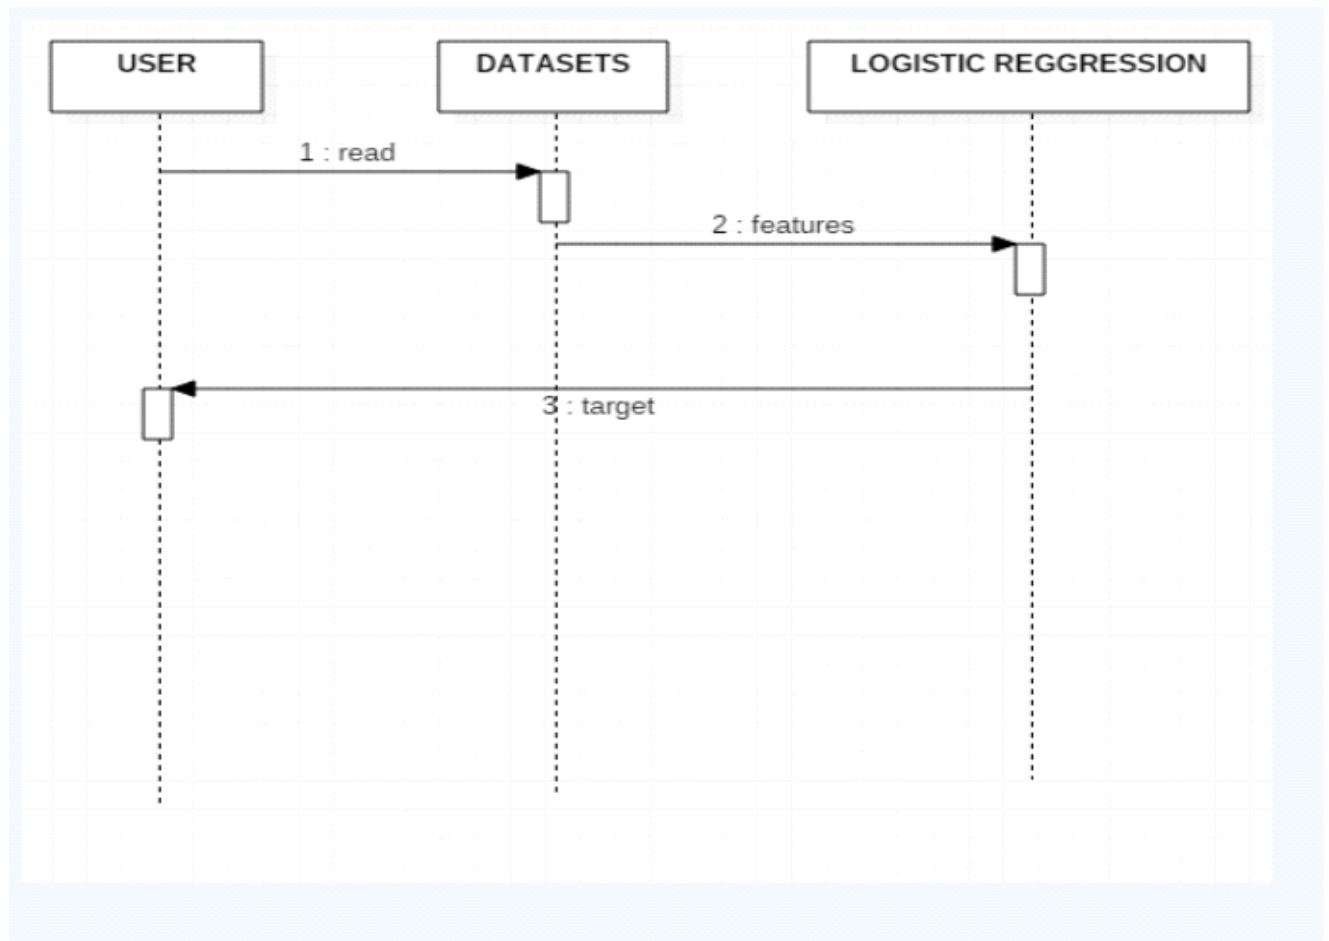 USER
DATASETS
LOGISTIC REGGRESSION
1 : read
2 : features
3 : target